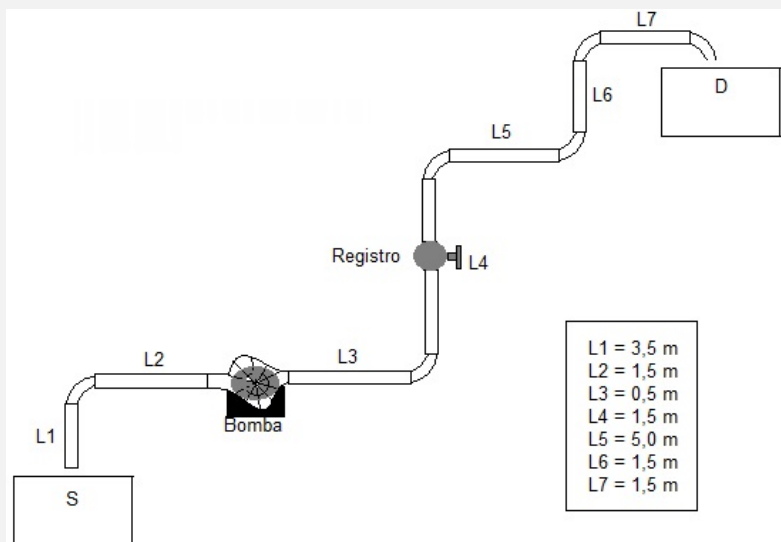 L7
D
L6
L5
Registro
L4
L2
L3
Bomba
L1
S
L1 = 3,5 m
L2 = 1,5 m
L3 = 0,5 m
L4 = 1,5 m
L5 = 5,0 m
L6 = 1,5 m
L7 = 1,5 m